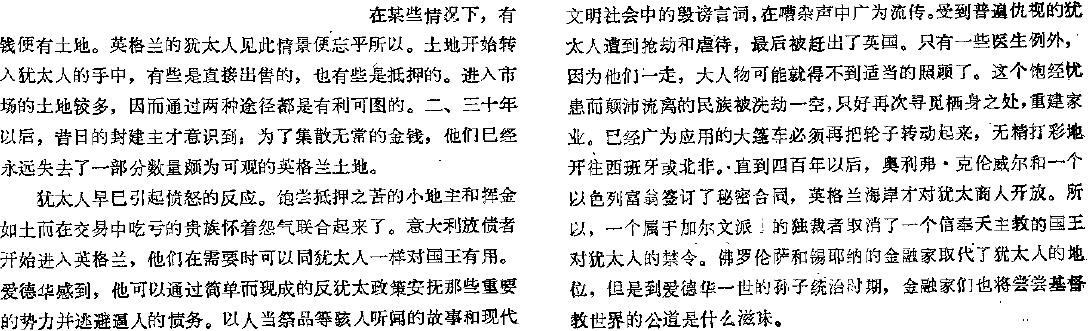 在某些情况下，有
钱便有土地。英格兰的犹太人见此情景便忘乎所以。土地开始转
入犹太人的手中，有些是直接出售的，也有些是抵押的。进入市
场的土地较多，因而通过两种途径都是有利可图的。二、三十年
以后，昔日的封建主才意识到：为了集散无常的金钱，他们已经
永远失去了一部分数量颇为可观的英格兰土地。
犹太人早已引起愤怒的反应。饱尝抵押之苦的小地主和挥金
如土而在交易中吃亏的贵族怀着怨气联合起来了。意大利放债者
开始进入英格兰，他们在需要时可以同犹太人一样对国王有用。
爱德华感到，他可以通过简单而现成的反犹太政策安抚那些重要
的势力并逃避逼人的债务。以人当祭品等骇人听闻的故事和现代
文明社会中的毁谤言词，在嘈杂声中广为流传。受到普遍仇视的犹
太人遭到抢劫和虐待，最后被赶出了英国。只有一些医生例外，
因为他们一走，大人物可能就得不到适当的照顾了。这个饱经忧
患而颠沛流离的民族被洗劫一空，只好再次寻觅栖身之处，重建家
业。已经广为应用的大篷车必须再把轮子转动起来，无精打彩地
开往西班牙或北非。直到四百年以后，奥利弗·克伦威尔和一个
以色列富翁签订了秘密合同，英格兰海岸才对犹太商人开放。所
以，一个属于加尔文派的独裁者取消了一个信奉天主教的国王
对犹太人的禁令。佛罗伦萨和锡耶纳的金融家取代了犹太人的地
位，但是到爱德华一世的孙子统治时期，金融家们也将尝尝基督
教世界的公道是什么滋味。